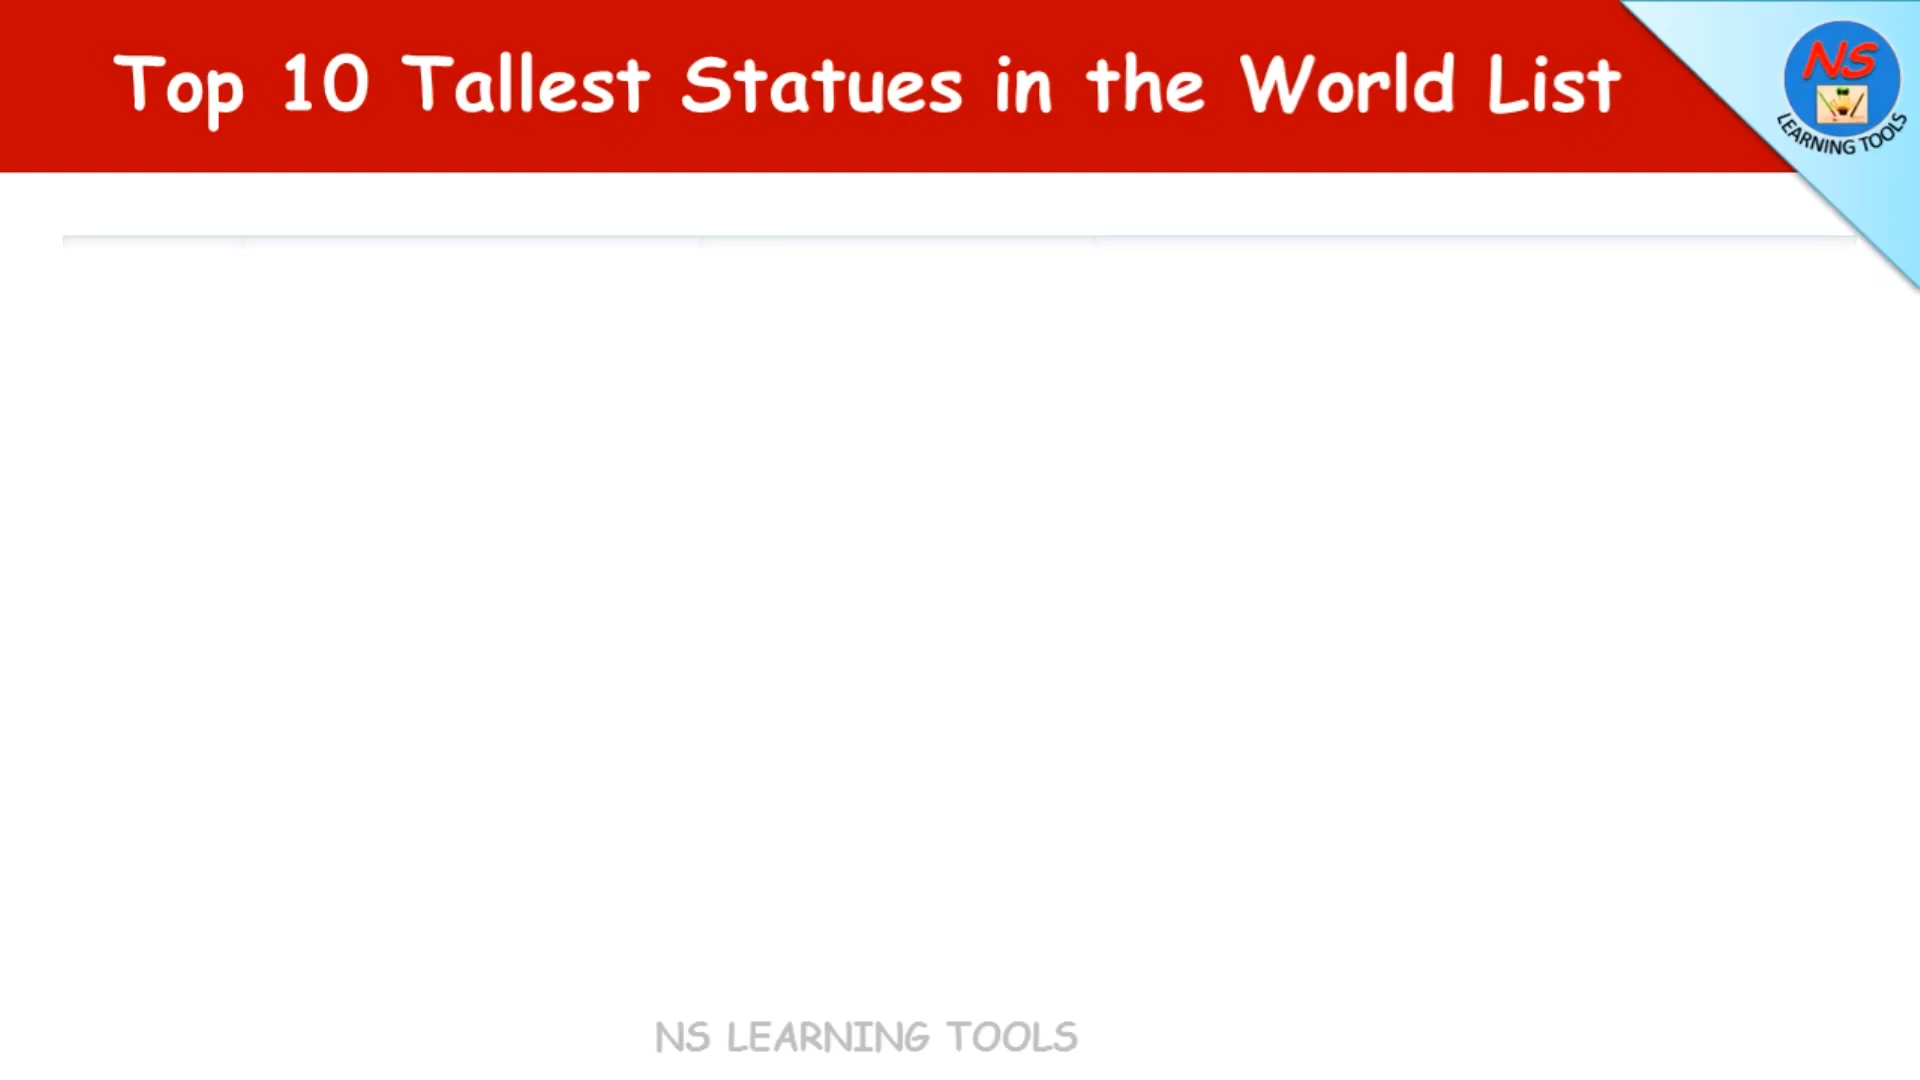 Top 10 Tallest Statues in the World List
NS
LEARNING TOOLS
NS LEARNING TOOLS